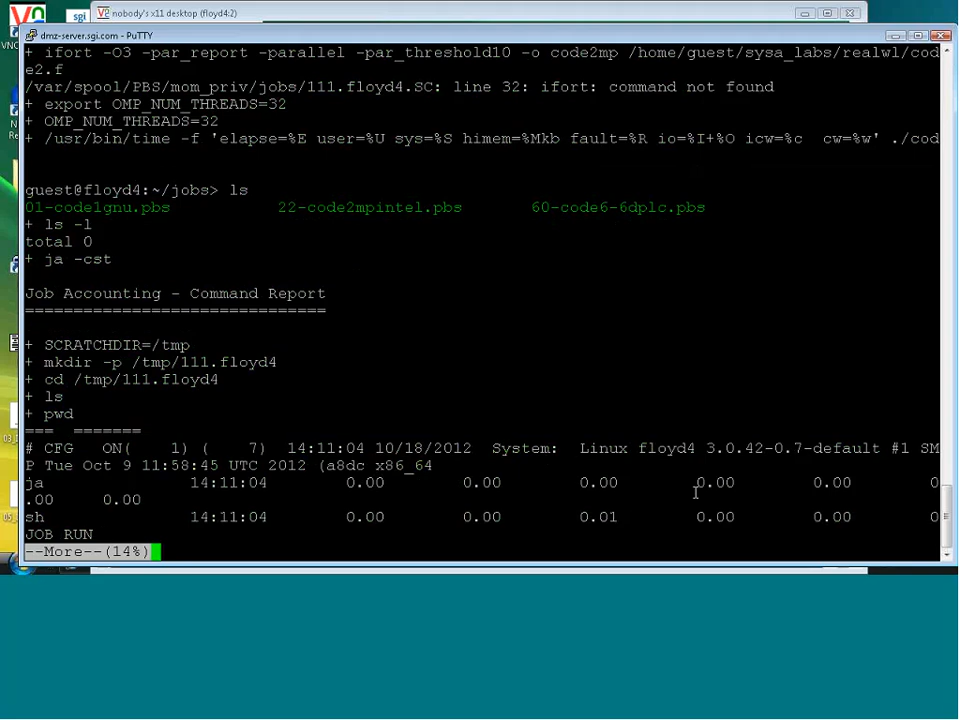 sgi
nobody's x11 desktop (floyd4:2)
dmz-server.sgi.com - PuTTY
+ ifort -O3 -par_report -parallel -par_threshold10 -o code2mp /home/guest/sysa_labs/realwl/cod
e2.f
/var/spool/PBS/mom_priv/jobs/111.floyd4.SC: line 32: ifort: command not found
+ export OMP_NUM_THREADS=32
+ OMP_NUM_THREADS=32
+ /usr/bin/time -f 'elapse=%E user=%U sys=%S himem=%Mkb fault=%R io=%I+%O icw=%c  cw=%w' ./cod
guest@floyd4:~/jobs> ls
01-code1gnu.pbs 22-code2mpintel.pbs 60-code6-6dplc.pbs
+ ls -l
total 0
+ ja -cst
Job Accounting - Command Report
===============================
+ SCRATCHDIR=/tmp
+ mkdir -p /tmp/111.floyd4
+ cd /tmp/111.floyd4
+ ls
+ pwd
=== =======
# CFG  ON(   1) (   7)  14:11:04 10/18/2012  System:  Linux floyd4 3.0.42-0.7-default #1 SM
P Tue Oct 9 11:58:45 UTC 2012 (a8dc x86_64
ja 14:11:04 0.00 0.00 0.00 0.00 0.00 0
.00 0.00
sh 14:11:04 0.00 0.00 0.01 0.00 0.00 0
JOB RUN
--More--(14%)